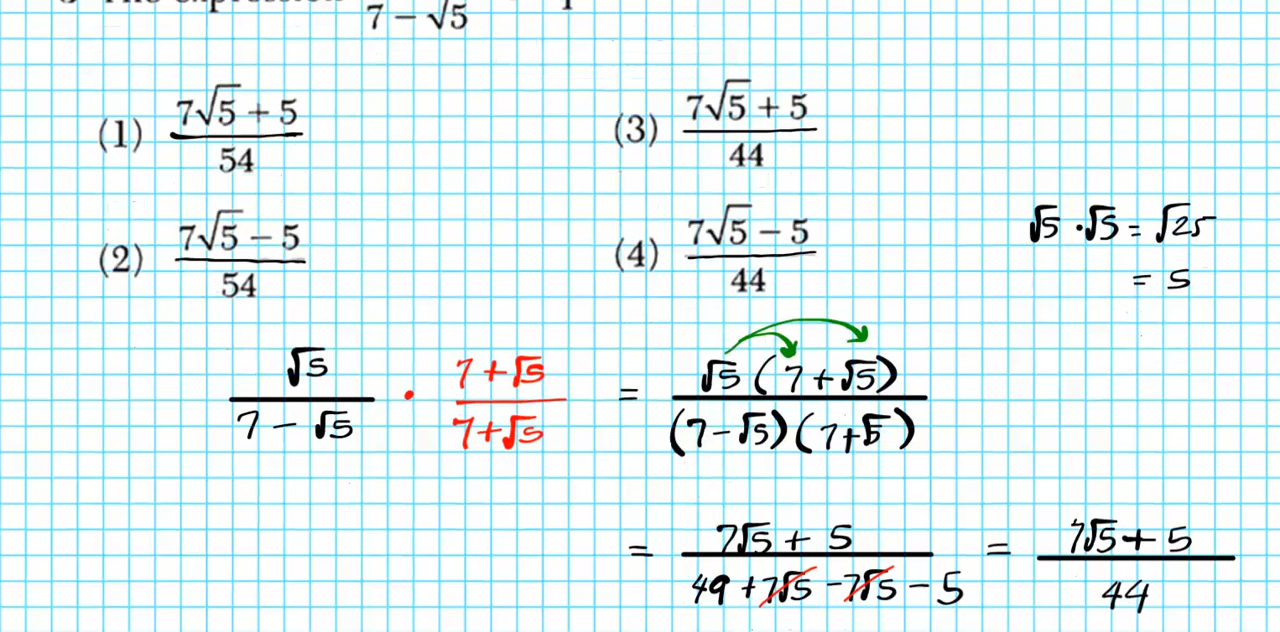 7 − √5
(1) (7√5 + 5)/54
(3) (7√5 + 5)/44
(2) (7√5 − 5)/54
(4) (7√5 − 5)/44
√5 · √5 = √25
= 5
√5/(7 − √5) · (7 + √5)/(7 + √5) = √5(7 + √5)/((7 − √5)(7 + √5))
= (7√5 + 5)/(49 + 7√5 − 7√5 − 5) = (7√5 + 5)/44